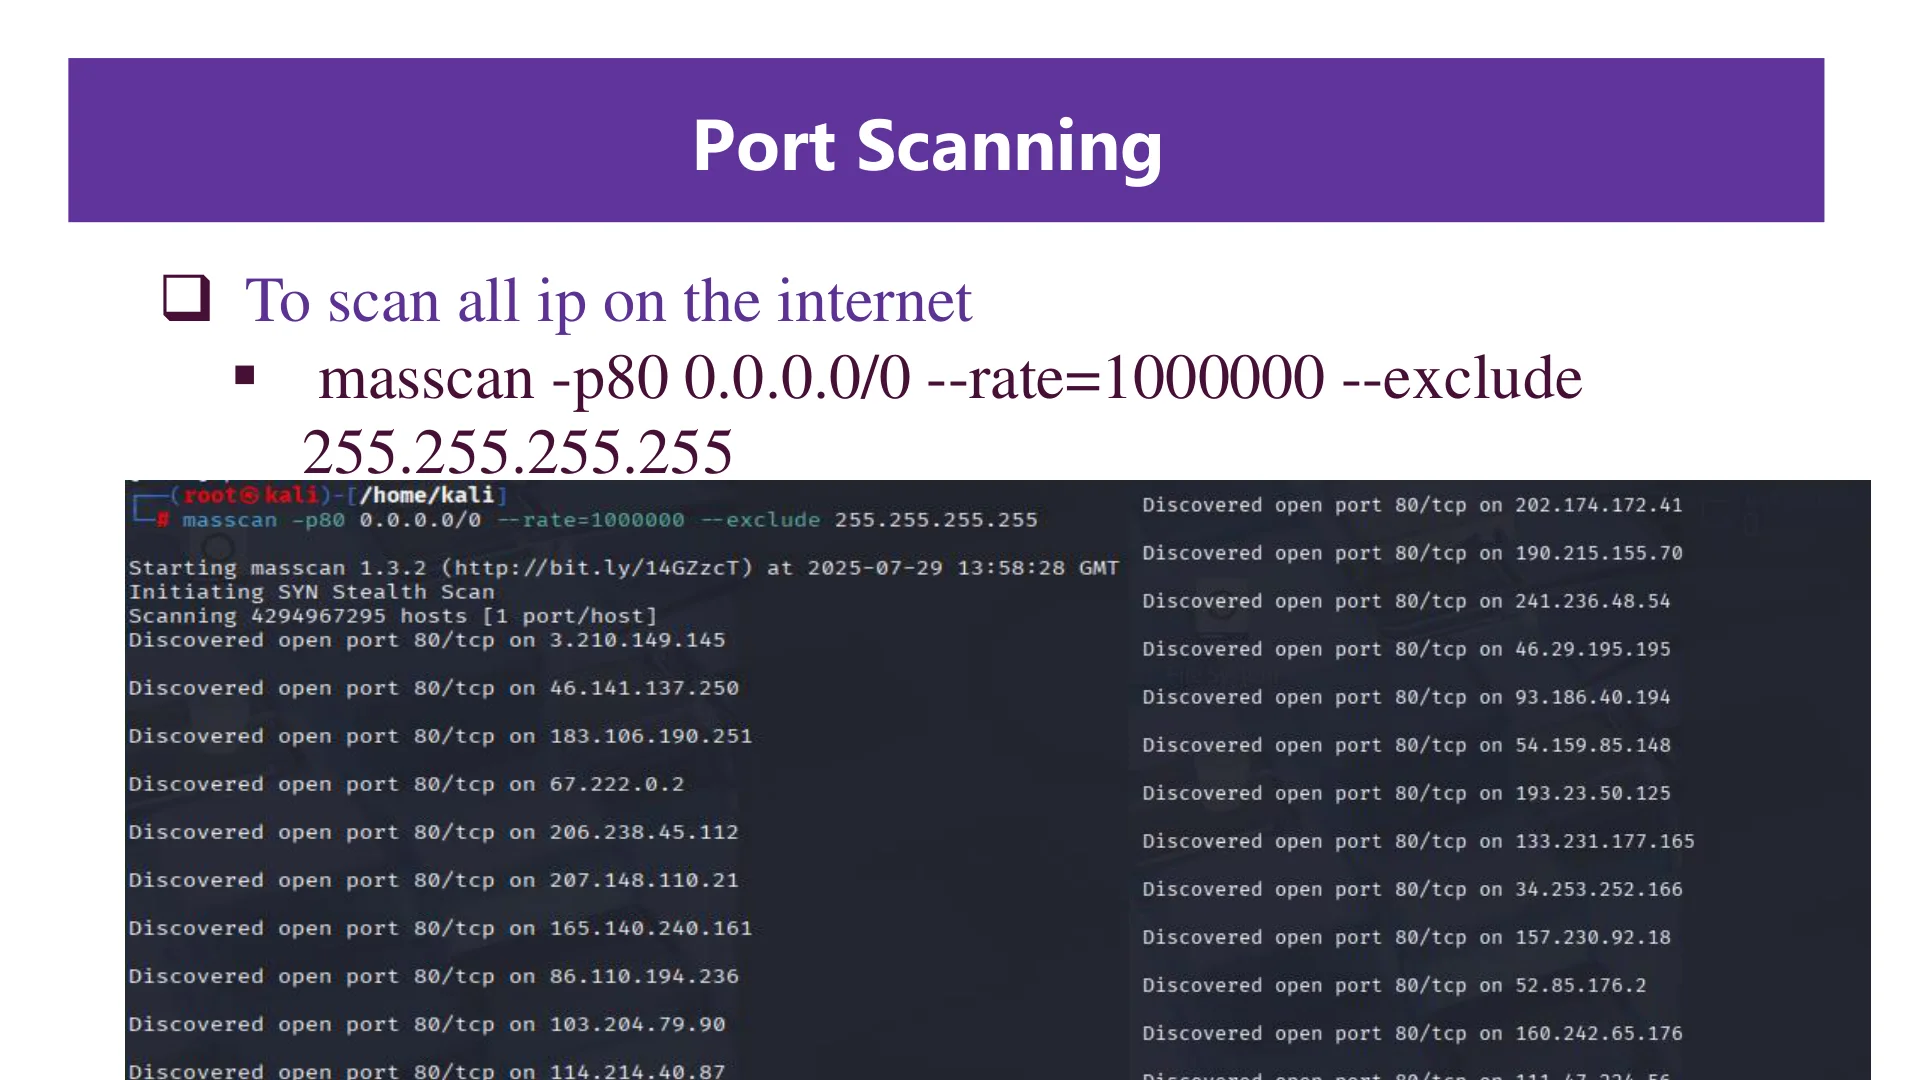 Port Scanning
❑ To scan all ip on the internet
▪ masscan -p80 0.0.0.0/0 --rate=1000000 --exclude
255.255.255.255
┌──(root㉿kali)-[/home/kali]
└─# masscan -p80 0.0.0.0/0 --rate=1000000 --exclude 255.255.255.255
Starting masscan 1.3.2 (http://bit.ly/14GZzcT) at 2025-07-29 13:58:28 GMT
Initiating SYN Stealth Scan
Scanning 4294967295 hosts [1 port/host]
Discovered open port 80/tcp on 3.210.149.145
Discovered open port 80/tcp on 46.141.137.250
Discovered open port 80/tcp on 183.106.190.251
Discovered open port 80/tcp on 67.222.0.2
Discovered open port 80/tcp on 206.238.45.112
Discovered open port 80/tcp on 207.148.110.21
Discovered open port 80/tcp on 165.140.240.161
Discovered open port 80/tcp on 86.110.194.236
Discovered open port 80/tcp on 103.204.79.90
Discovered open port 80/tcp on 114.214.40.87
Discovered open port 80/tcp on 202.174.172.41
Discovered open port 80/tcp on 190.215.155.70
Discovered open port 80/tcp on 241.236.48.54
Discovered open port 80/tcp on 46.29.195.195
Discovered open port 80/tcp on 93.186.40.194
Discovered open port 80/tcp on 54.159.85.148
Discovered open port 80/tcp on 193.23.50.125
Discovered open port 80/tcp on 133.231.177.165
Discovered open port 80/tcp on 34.253.252.166
Discovered open port 80/tcp on 157.230.92.18
Discovered open port 80/tcp on 52.85.176.2
Discovered open port 80/tcp on 160.242.65.176
Discovered open port 80/tcp on